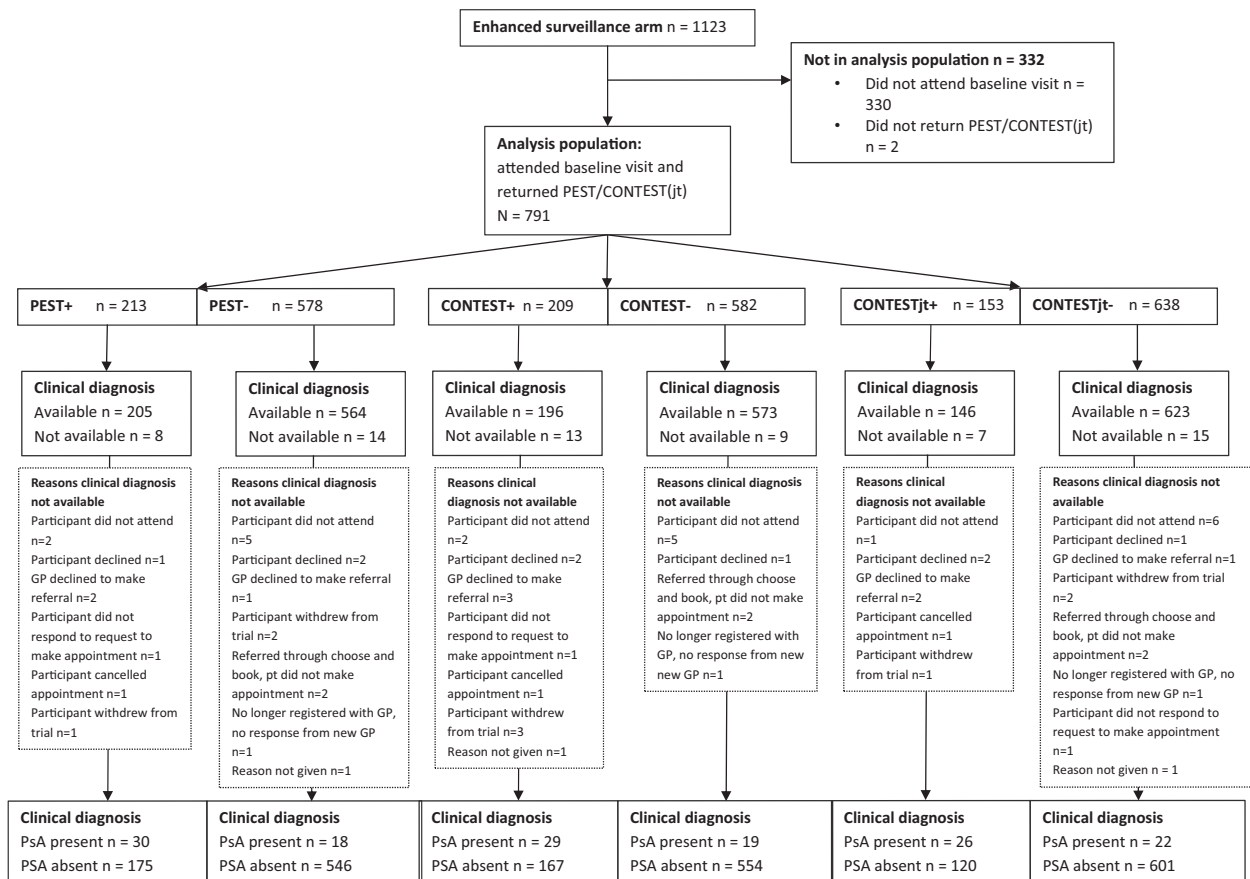 Enhanced surveillance arm n = 1123
Not in analysis population n = 332
• Did not attend baseline visit n =
330
• Did not return PEST/CONTEST(jt)
n = 2
Analysis population:
attended baseline visit and
returned PEST/CONTEST(jt)
N = 791
PEST+ n = 213
PEST- n = 578
CONTEST+ n = 209
CONTEST- n = 582
CONTESTjt+ n = 153
CONTESTjt- n = 638
Clinical diagnosis
Available n = 205
Not available n = 8
Clinical diagnosis
Available n = 564
Not available n = 14
Clinical diagnosis
Available n = 196
Not available n = 13
Clinical diagnosis
Available n = 573
Not available n = 9
Clinical diagnosis
Available n = 146
Not available n = 7
Clinical diagnosis
Available n = 623
Not available n = 15
Reasons clinical diagnosis
not available
Participant did not attend
n=2
Participant declined n=1
GP declined to make
referral n=2
Participant did not
respond to request to
make appointment n=1
Participant cancelled
appointment n=1
Participant withdrew from
trial n=1
Reasons clinical diagnosis
not available
Participant did not attend
n=5
Participant declined n=2
GP declined to make referral
n=1
Participant withdrew from
trial n=2
Referred through choose and
book, pt did not make
appointment n=2
No longer registered with GP,
no response from new GP
n=1
Reason not given n=1
Reasons clinical
diagnosis not available
Participant did not attend
n=2
Participant declined n=2
GP declined to make
referral n=3
Participant did not
respond to request to
make appointment n=1
Participant cancelled
appointment n=1
Participant withdrew
from trial n=3
Reason not given n=1
Reasons clinical diagnosis
not available
Participant did not attend
n=5
Participant declined n=1
Referred through choose
and book, pt did not make
appointment n=2
No longer registered with
GP, no response from
new GP n=1
Reasons clinical
diagnosis not available
Participant did not attend
n=1
Participant declined n=2
GP declined to make
referral n=2
Participant cancelled
appointment n=1
Participant withdrew
from trial n=1
Reasons clinical diagnosis not
available
Participant did not attend n=6
Participant declined n=1
GP declined to make referral n=1
Participant withdrew from trial
n=2
Referred through choose and
book, pt did not make
appointment n=2
No longer registered with GP, no
response from new GP n=1
Participant did not respond to
request to make appointment
n=1
Reason not given n = 1
Clinical diagnosis
PsA present n = 30
PSA absent n = 175
Clinical diagnosis
PsA present n = 18
PSA absent n = 546
Clinical diagnosis
PsA present n = 29
PSA absent n = 167
Clinical diagnosis
PsA present n = 19
PSA absent n = 554
Clinical diagnosis
PsA present n = 26
PSA absent n = 120
Clinical diagnosis
PsA present n = 22
PSA absent n = 601